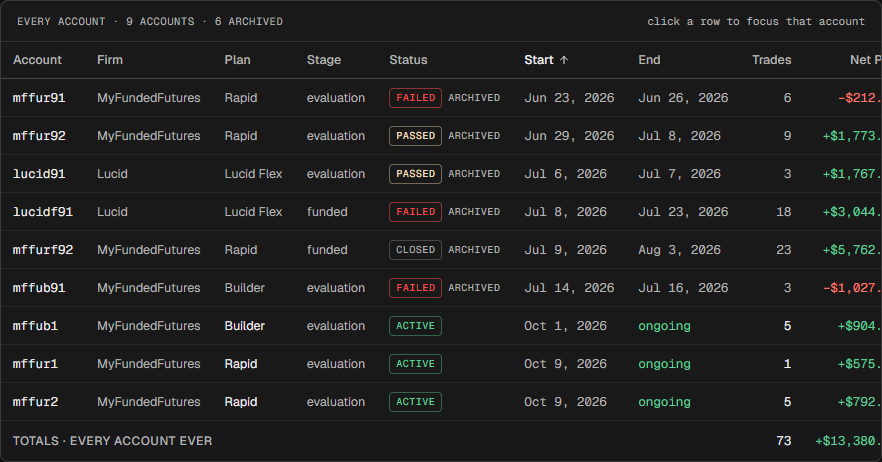 EVERY ACCOUNT · 9 ACCOUNTS · 6 ARCHIVED click a row to focus that account
Account Firm Plan Stage Status Start ↑ End Trades Net P
mffur91 MyFundedFutures Rapid evaluation FAILED ARCHIVED Jun 23, 2026 Jun 26, 2026 6 −$212.
mffur92 MyFundedFutures Rapid evaluation PASSED ARCHIVED Jun 29, 2026 Jul 8, 2026 9 +$1,773.
lucid91 Lucid Lucid Flex evaluation PASSED ARCHIVED Jul 6, 2026 Jul 7, 2026 3 +$1,767.
lucidf91 Lucid Lucid Flex funded FAILED ARCHIVED Jul 8, 2026 Jul 23, 2026 18 +$3,044.
mffurf92 MyFundedFutures Rapid funded CLOSED ARCHIVED Jul 9, 2026 Aug 3, 2026 23 +$5,762.
mffub91 MyFundedFutures Builder evaluation FAILED ARCHIVED Jul 14, 2026 Jul 16, 2026 3 −$1,027.
mffub1 MyFundedFutures Builder evaluation ACTIVE Oct 1, 2026 ongoing 5 +$904.
mffur1 MyFundedFutures Rapid evaluation ACTIVE Oct 9, 2026 ongoing 1 +$575.
mffur2 MyFundedFutures Rapid evaluation ACTIVE Oct 9, 2026 ongoing 5 +$792.
TOTALS · EVERY ACCOUNT EVER 73 +$13,380.